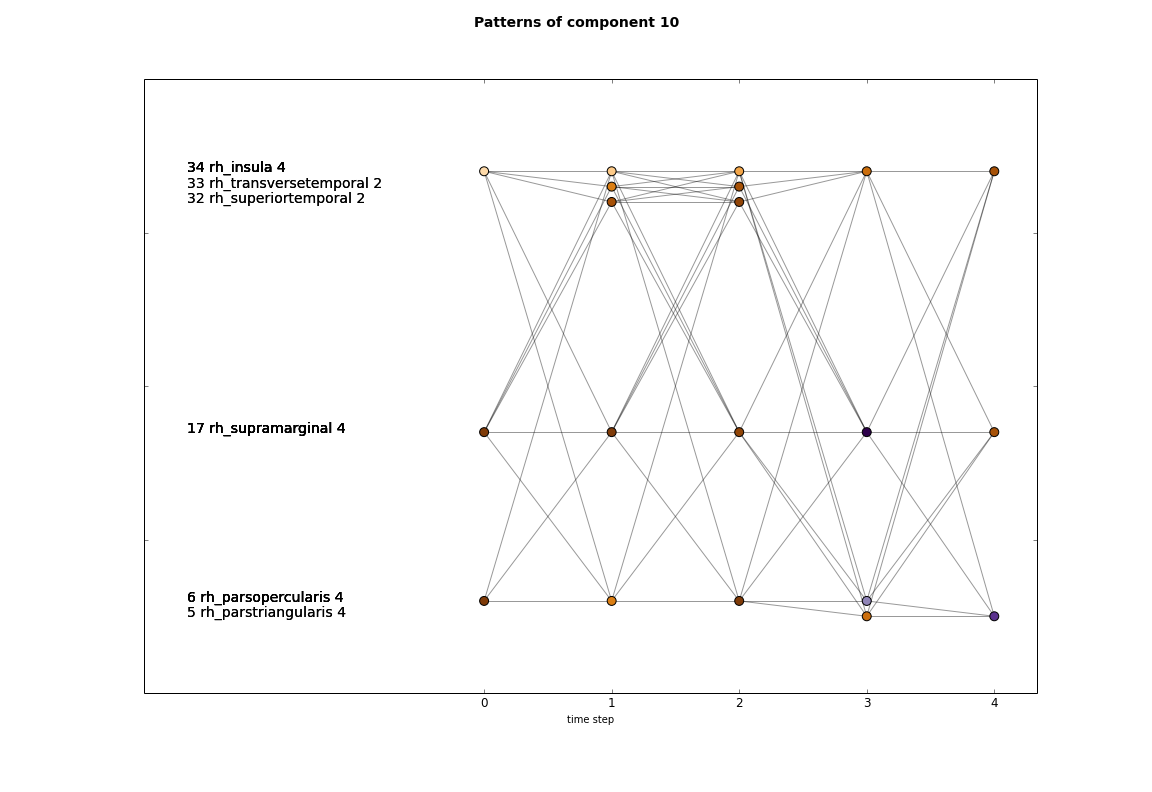 Patterns of component 10
34 rh_insula 4
33 rh_transversetemporal 2
32 rh_superiortemporal 2
17 rh_supramarginal 4
6 rh_parsopercularis 4
5 rh_parstriangularis 4
0 1 2 3 4
time step